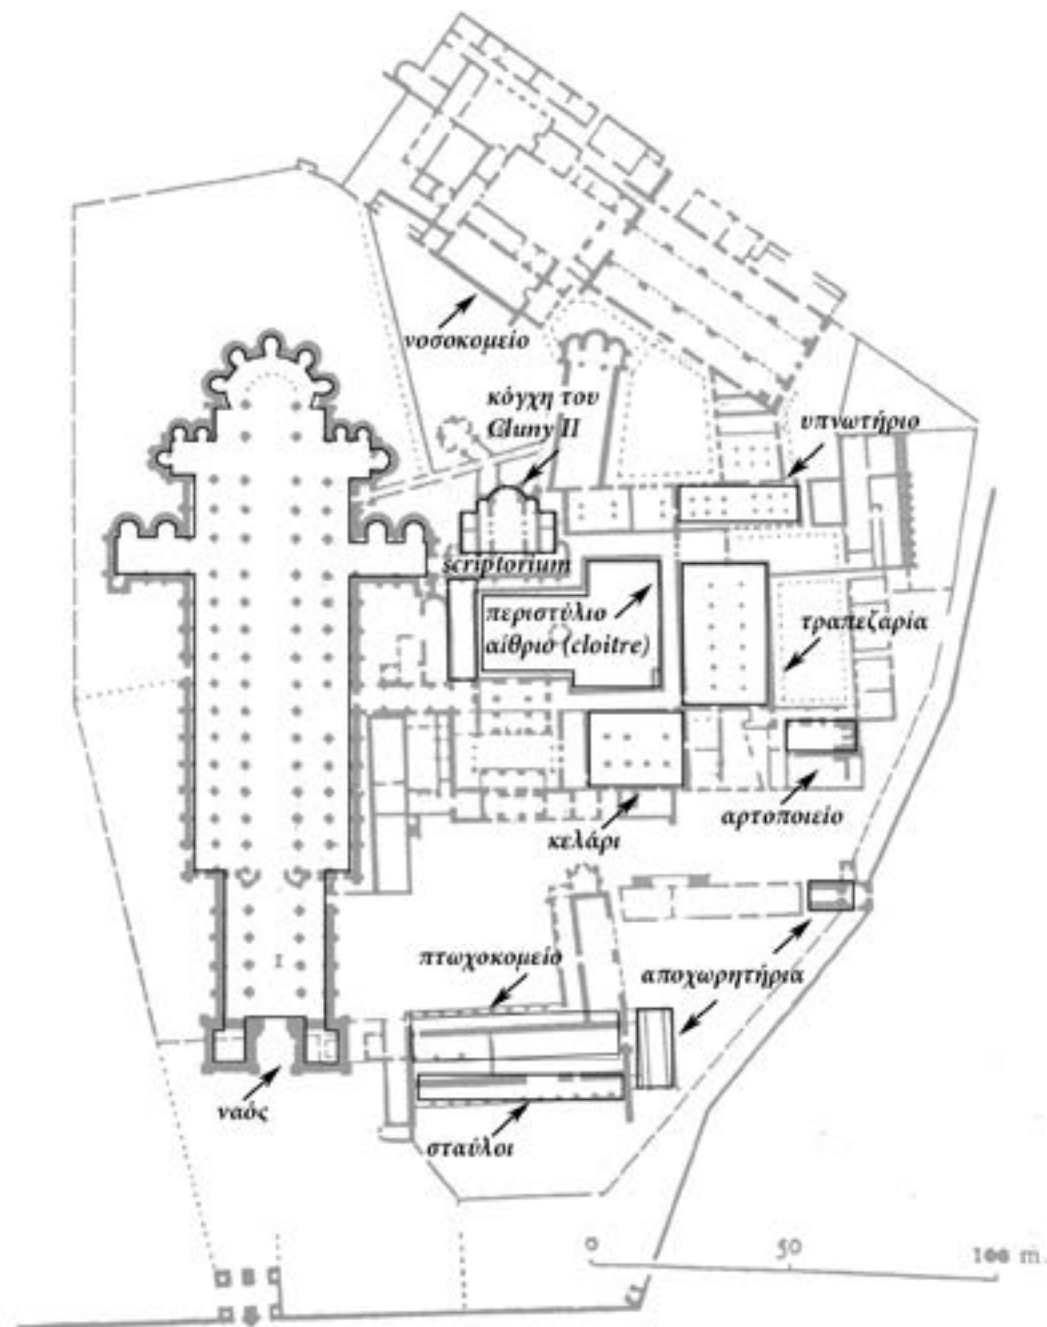 νοσοκομείο
κόγχη του
Cluny II
υπνωτήριο
scriptorium
περιστύλιο
αίθριο (cloitre)
τραπεζαρία
αρτοποιείο
κελάρι
πτωχοκομείο
αποχωρητήρια
ναός
σταύλοι
I
0 50 100 m.